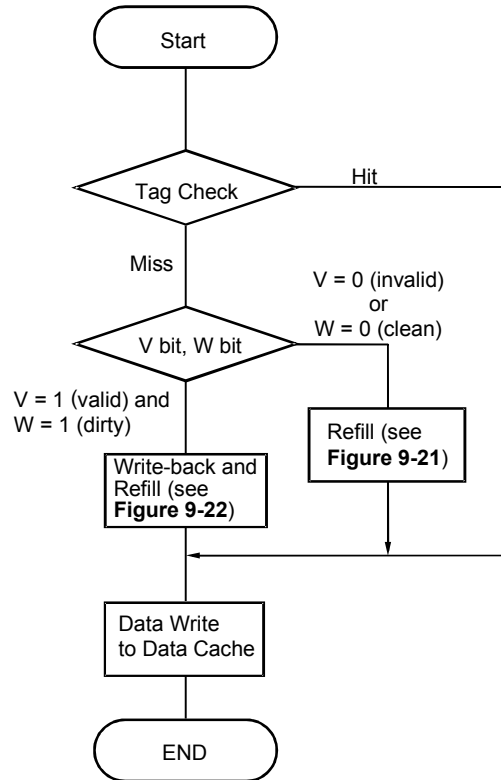 Start
Tag Check
Hit
Miss
V = 0 (invalid)
or
W = 0 (clean)
V bit, W bit
V = 1 (valid) and
W = 1 (dirty)
Refill (see
Figure 9-21)
Write-back and
Refill (see
Figure 9-22)
Data Write
to Data Cache
END